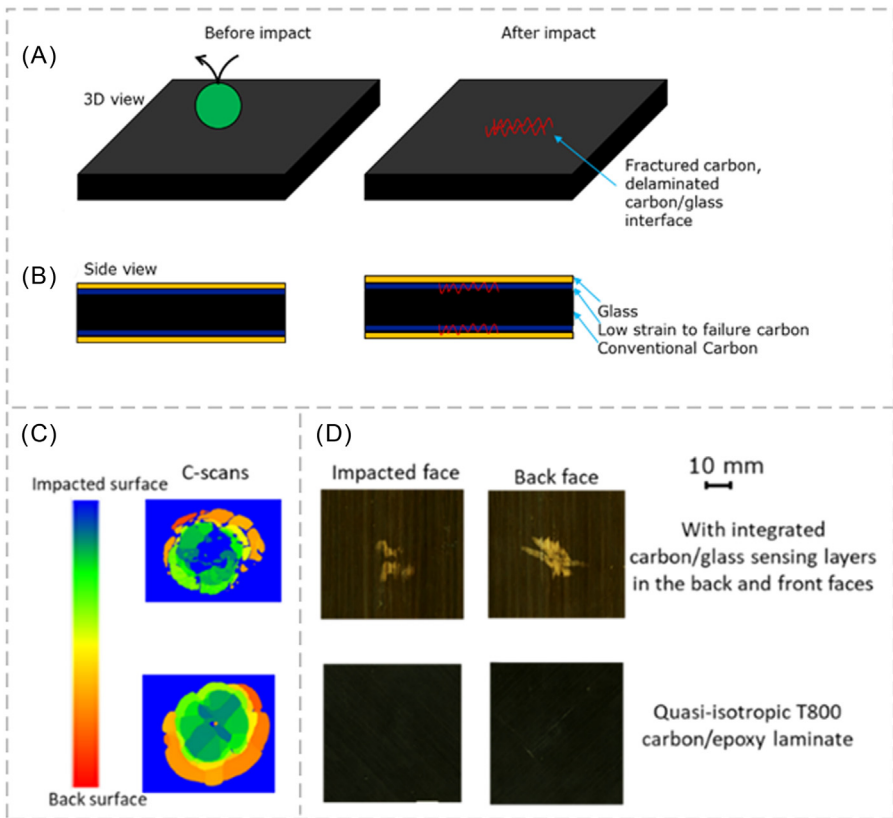 Before impact
After impact
(A)
3D view
Fractured carbon,
delaminated
carbon/glass
interface
(B)
Side view
Glass
Low strain to failure carbon
Conventional Carbon
(C)
C-scans
Impacted surface
Back surface
(D)
Impacted face
Back face
10 mm
With integrated
carbon/glass sensing layers
in the back and front faces
Quasi-isotropic T800
carbon/epoxy laminate